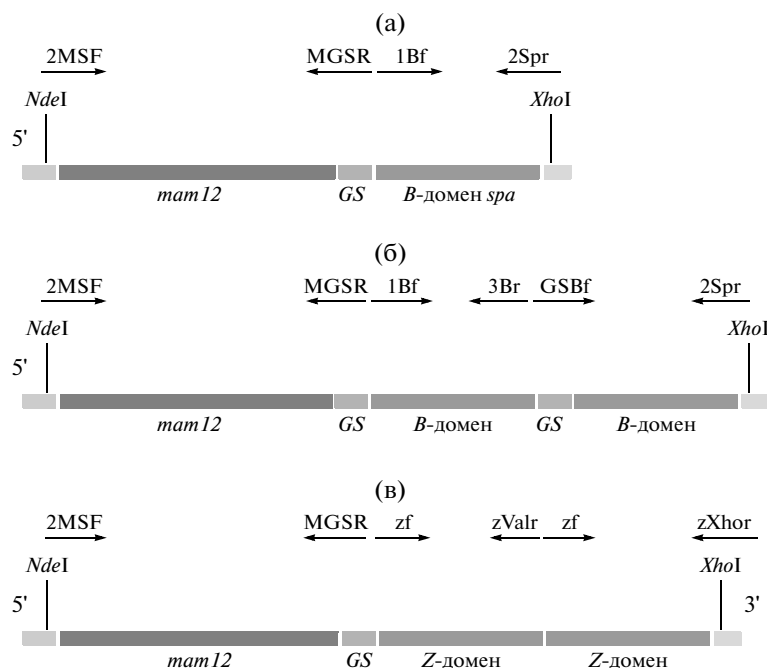 (а)
2MSF MGSR 1Bf 2Spr
NdeI XhoI
5'
mam12 GS B-домен spa
(б)
2MSF MGSR 1Bf 3Br GSBf 2Spr
NdeI XhoI
5'
mam12 GS B-домен GS B-домен
(в)
2MSF MGSR zf zValr zf zXhor
NdeI XhoI
5' 3'
mam12 GS Z-домен Z-домен